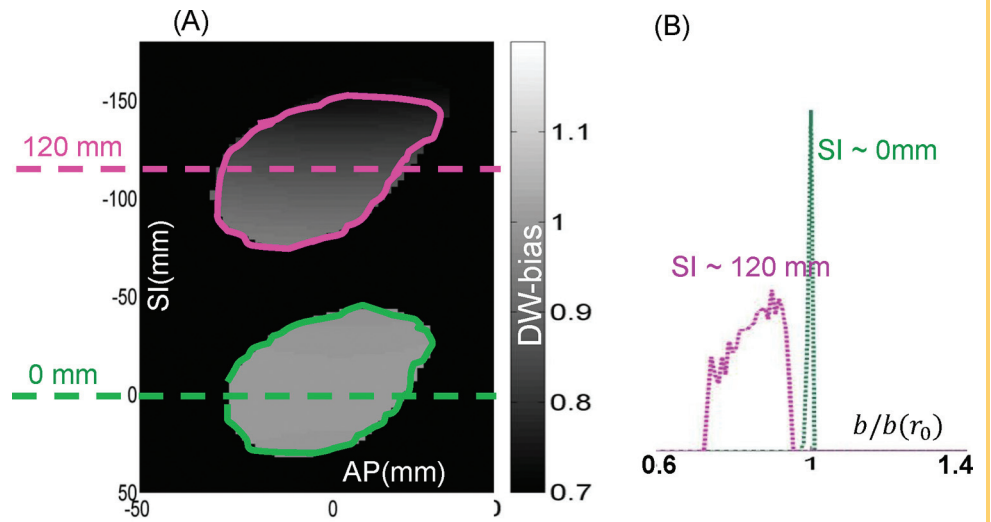 (A)
(B)
-150
-100
-50
0
50
120 mm
0 mm
SI(mm)
AP(mm)
-50
0
0
DW-bias
1.1
1
0.9
0.8
0.7
SI ~ 0mm
SI ~ 120 mm
b/b(r₀)
0.6
1
1.4